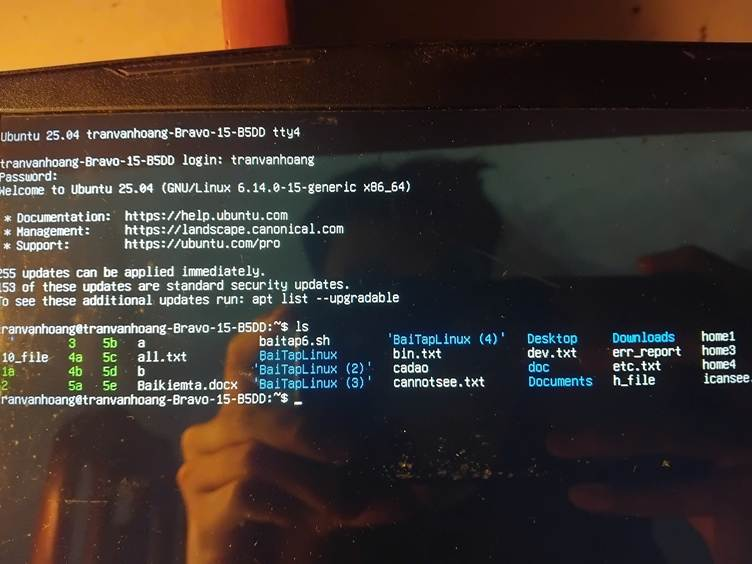 Ubuntu 25.04 tranvanhoang-Bravo-15-B5DD tty4
tranvanhoang-Bravo-15-B5DD login: tranvanhoang
Password:
Welcome to Ubuntu 25.04 (GNU/Linux 6.14.0-15-generic x86_64)
* Documentation: https://help.ubuntu.com
* Management: https://landscape.canonical.com
* Support: https://ubuntu.com/pro
255 updates can be applied immediately.
153 of these updates are standard security updates.
To see these additional updates run: apt list --upgradable
ranvanhoang@tranvanhoang-Bravo-15-B5DD:~$ ls
3 5b a baitap6.sh 'BaiTapLinux (4)' Desktop Downloads home1
10_file 4a 5c all.txt BaiTapLinux bin.txt dev.txt err_report home3
1a 4b 5d b 'BaiTapLinux (2)' cadao doc etc.txt home4
2 5a 5e Baikiemta.docx 'BaiTapLinux (3)' cannotsee.txt Documents h_file icansee
ranvanhoang@tranvanhoang-Bravo-15-B5DD:~$ _